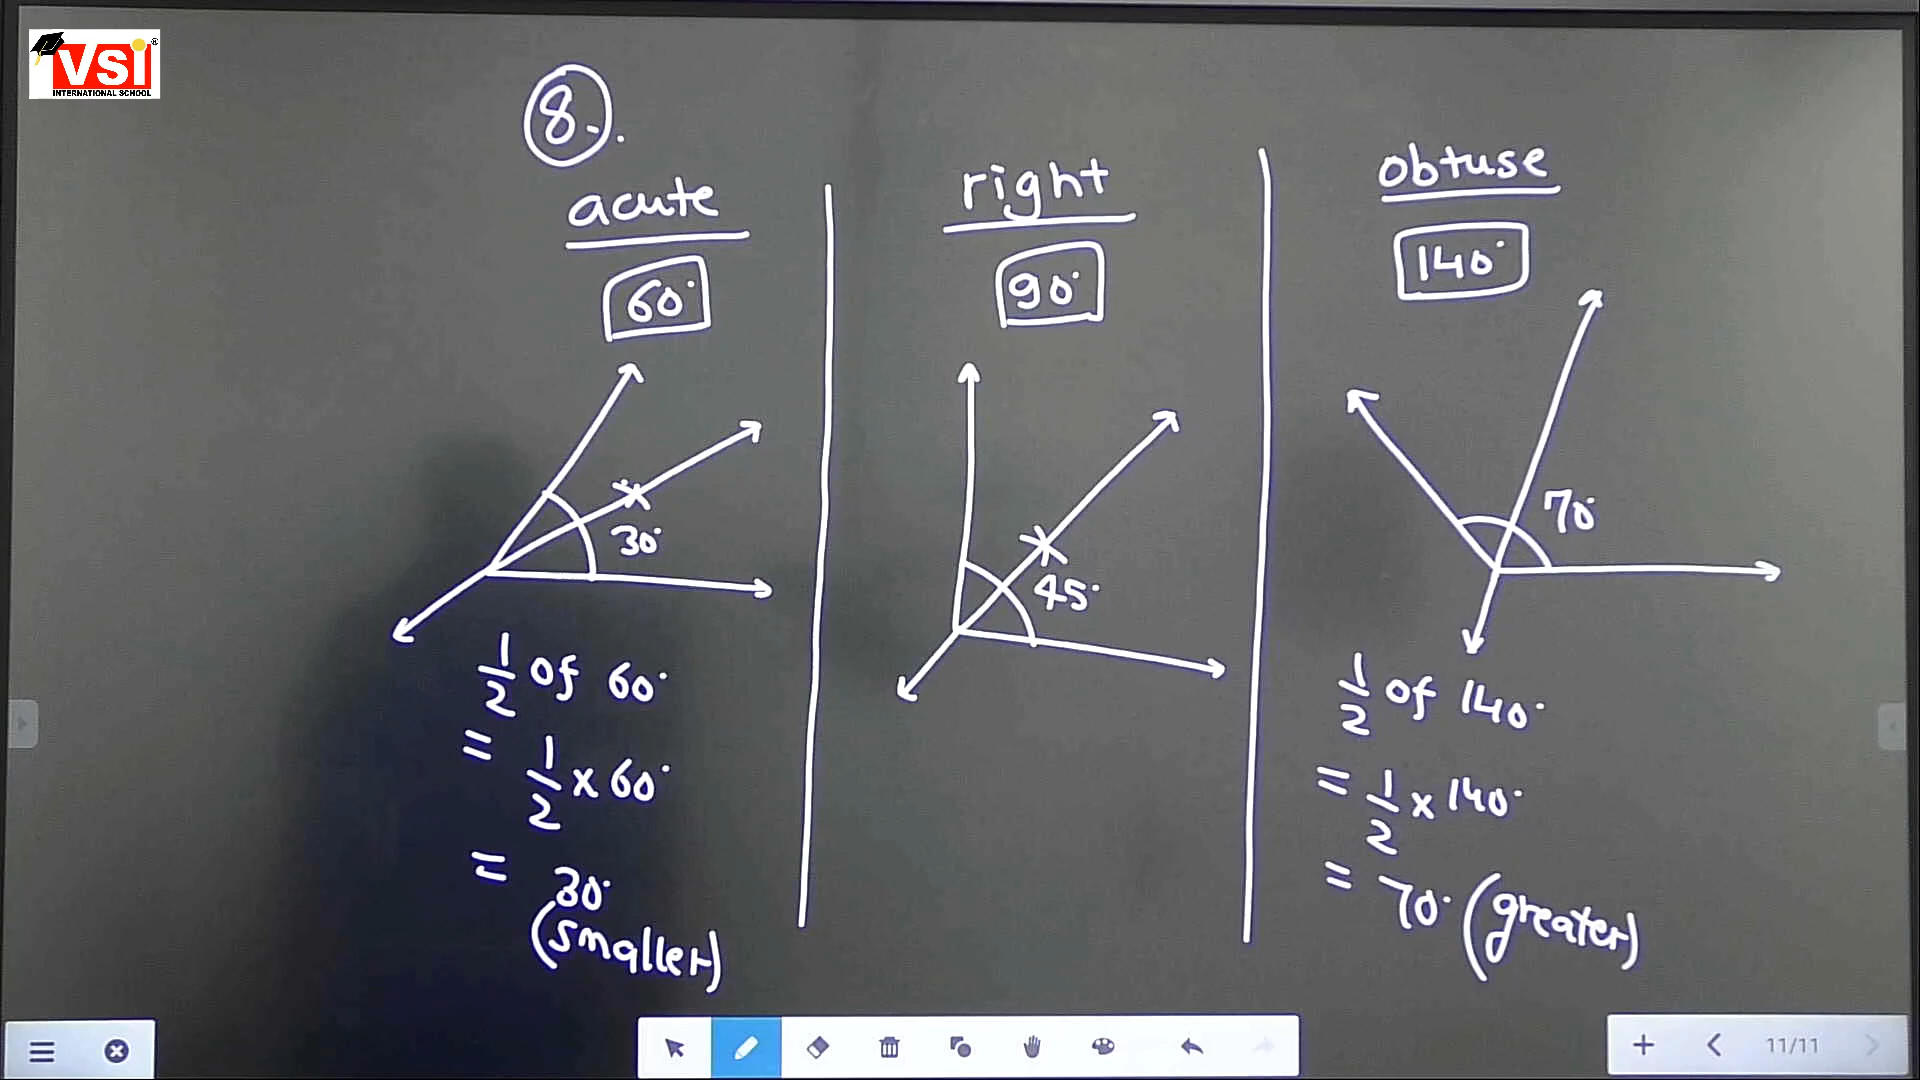 VSI®
INTERNATIONAL SCHOOL
8.
acute
60°
30°
1/2 of 60°
= 1/2 x 60°
= 30°
(smaller)
right
90°
45°
obtuse
140°
70°
1/2 of 140°
= 1/2 x 140°
= 70° (greater)
11/11